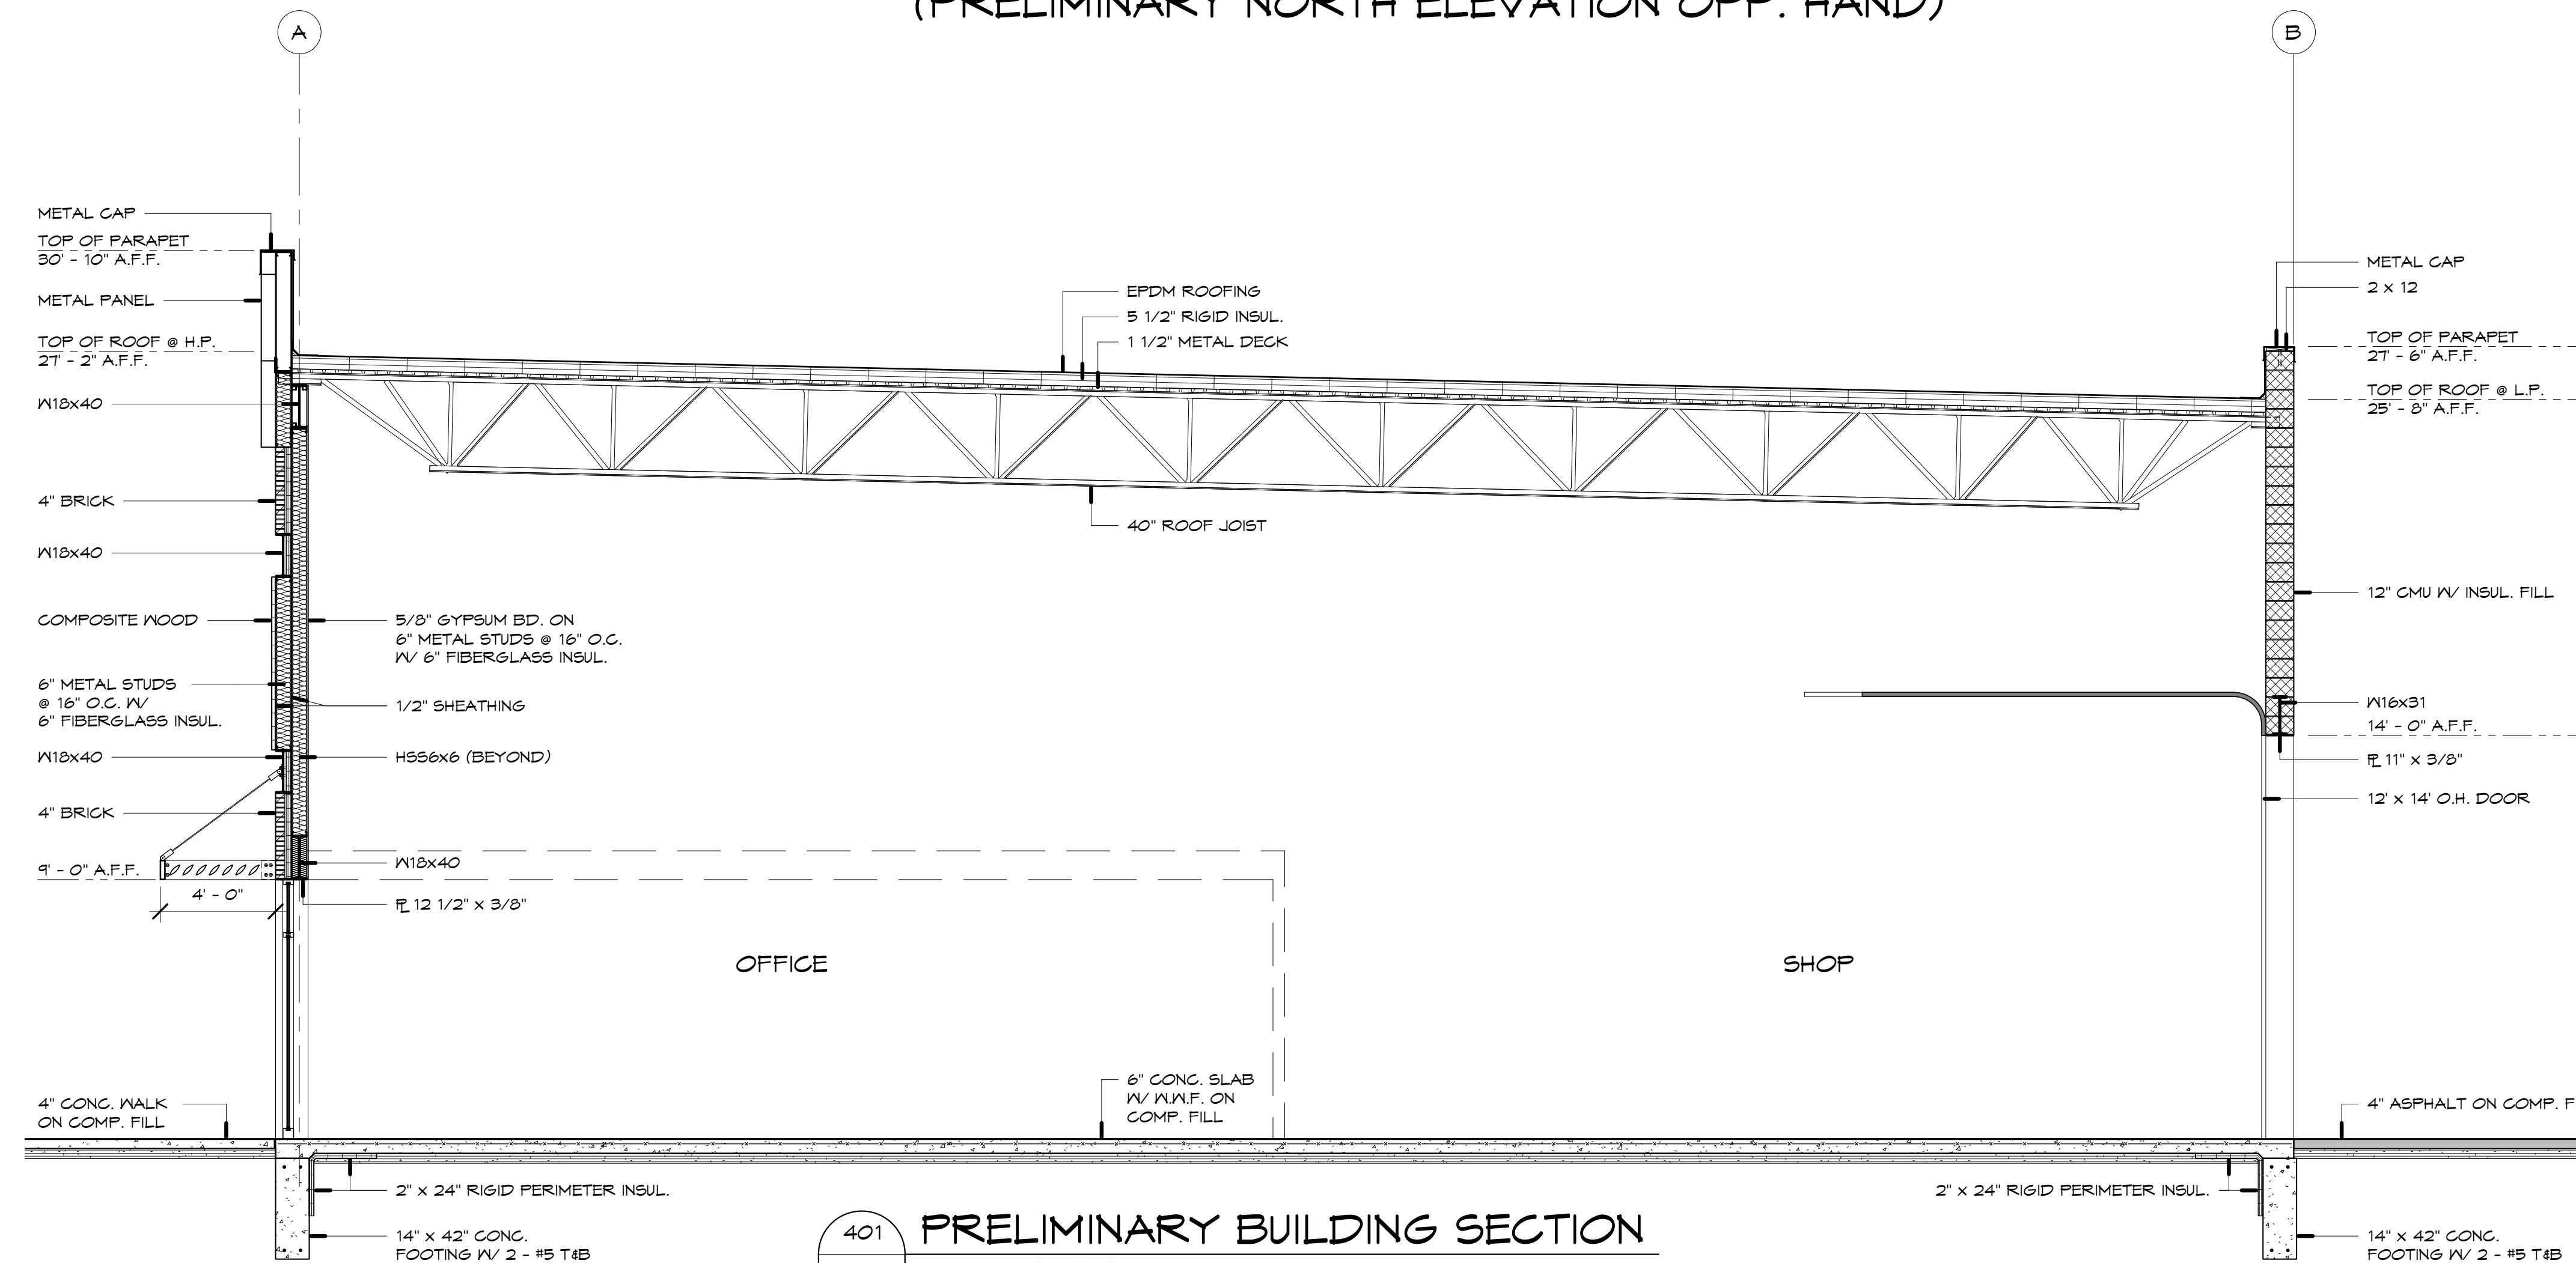 (PRELIMINARY NORTH ELEVATION OPP. HAND)
A
B
METAL CAP
TOP OF PARAPET
30' - 10" A.F.F.
METAL PANEL
TOP OF ROOF @ H.P.
27' - 2" A.F.F.
W18x40
4" BRICK
W18x40
COMPOSITE WOOD
6" METAL STUDS
@ 16" O.C. W/
6" FIBERGLASS INSUL.
W18x40
4" BRICK
9' - 0" A.F.F.
4' - 0"
4" CONC. WALK
ON COMP. FILL
5/8" GYPSUM BD. ON
6" METAL STUDS @ 16" O.C.
W/ 6" FIBERGLASS INSUL.
1/2" SHEATHING
HSS6x6 (BEYOND)
W18x40
PL 12 1/2" x 3/8"
OFFICE
2" x 24" RIGID PERIMETER INSUL.
14" x 42" CONC.
FOOTING W/ 2 - #5 T&B
EPDM ROOFING
5 1/2" RIGID INSUL.
1 1/2" METAL DECK
40" ROOF JOIST
6" CONC. SLAB
W/ W.W.F. ON
COMP. FILL
SHOP
2" x 24" RIGID PERIMETER INSUL.
METAL CAP
2 x 12
TOP OF PARAPET
27' - 6" A.F.F.
TOP OF ROOF @ L.P.
25' - 8" A.F.F.
12" CMU W/ INSUL. FILL
W16x31
14' - 0" A.F.F.
PL 11" x 3/8"
12' x 14' O.H. DOOR
4" ASPHALT ON COMP. F
14" x 42" CONC.
FOOTING W/ 2 - #5 T&B
401
PRELIMINARY BUILDING SECTION